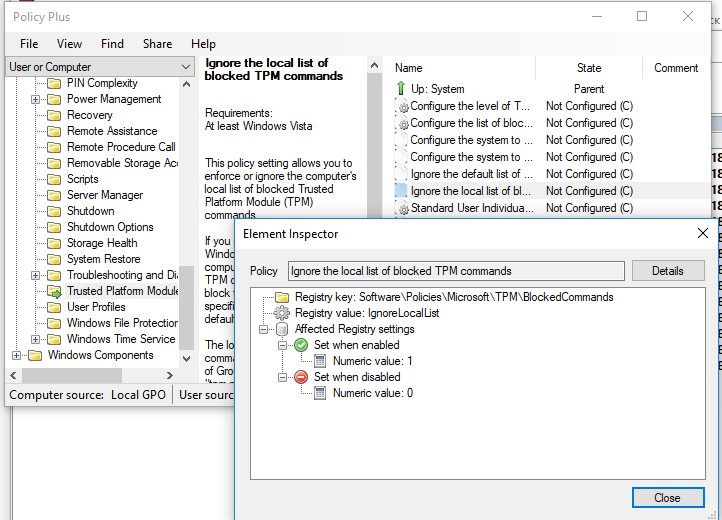 Policy Plus
File View Find Share Help
User or Computer
PIN Complexity
Power Management
Recovery
Remote Assistance
Remote Procedure Call
Removable Storage Acc
Scripts
Server Manager
Shutdown
Shutdown Options
Storage Health
System Restore
Troubleshooting and Dia
Trusted Platform Module
User Profiles
Windows File Protection
Windows Time Service
Windows Components
Computer source: Local GPO
User sourc
Ignore the local list of
blocked TPM commands
Requirements:
At least Windows Vista
This policy setting allows you to
enforce or ignore the computer's
local list of blocked Trusted
Platform Module (TPM)
commands.
If you
Windo
compu
TPM c
block t
specifi
defaul
The lo
comma
of Grou
Name State Comment
Up: System Parent
Configure the level of T... Not Configured (C)
Configure the list of bloc... Not Configured (C)
Configure the system to ... Not Configured (C)
Configure the system to ... Not Configured (C)
Ignore the default list of ... Not Configured (C)
Ignore the local list of bl... Not Configured (C)
Standard User Individua... Not Configured (C)
Element Inspector
Policy Ignore the local list of blocked TPM commands Details
Registry key: Software\Policies\Microsoft\TPM\BlockedCommands
Registry value: IgnoreLocalList
Affected Registry settings
Set when enabled
Numeric value: 1
Set when disabled
Numeric value: 0
Close